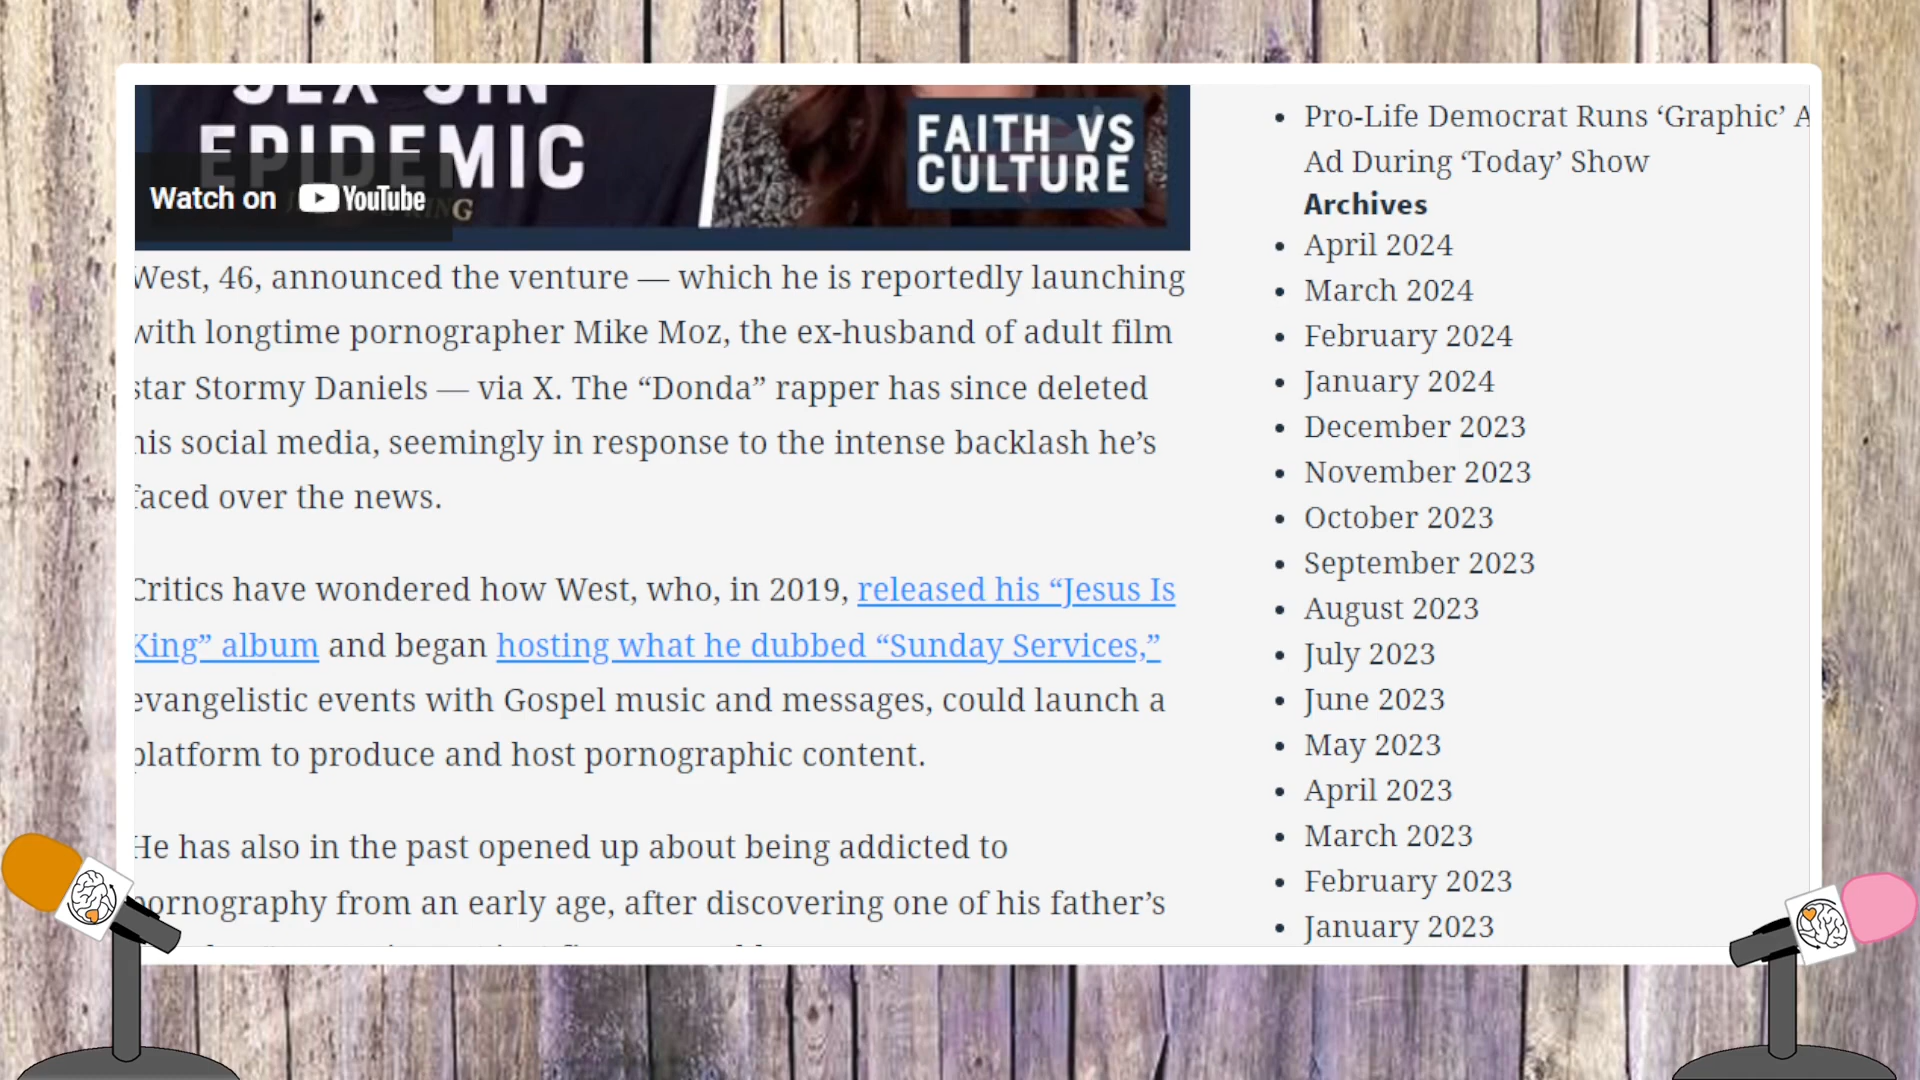 EPIDEMIC
FAITH VS
CULTURE
Watch on YouTube
West, 46, announced the venture — which he is reportedly launching
with longtime pornographer Mike Moz, the ex-husband of adult film
star Stormy Daniels — via X. The “Donda” rapper has since deleted
his social media, seemingly in response to the intense backlash he’s
faced over the news.
Critics have wondered how West, who, in 2019, released his “Jesus Is
King” album and began hosting what he dubbed “Sunday Services,”
evangelistic events with Gospel music and messages, could launch a
platform to produce and host pornographic content.
He has also in the past opened up about being addicted to
pornography from an early age, after discovering one of his father’s
Pro-Life Democrat Runs ‘Graphic’ A
Ad During ‘Today’ Show
Archives
April 2024
March 2024
February 2024
January 2024
December 2023
November 2023
October 2023
September 2023
August 2023
July 2023
June 2023
May 2023
April 2023
March 2023
February 2023
January 2023